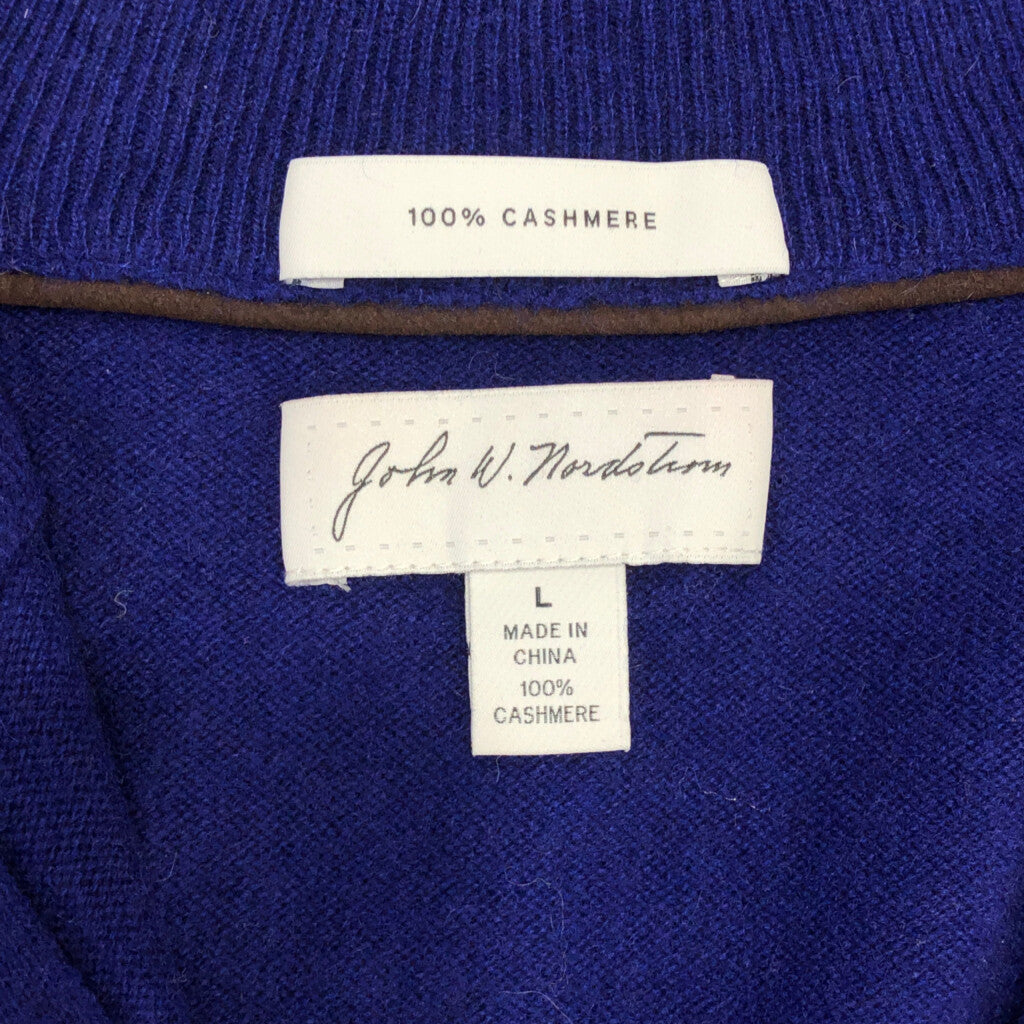 100% CASHMERE
John W. Nordstrom
L
MADE IN
CHINA
100%
CASHMERE